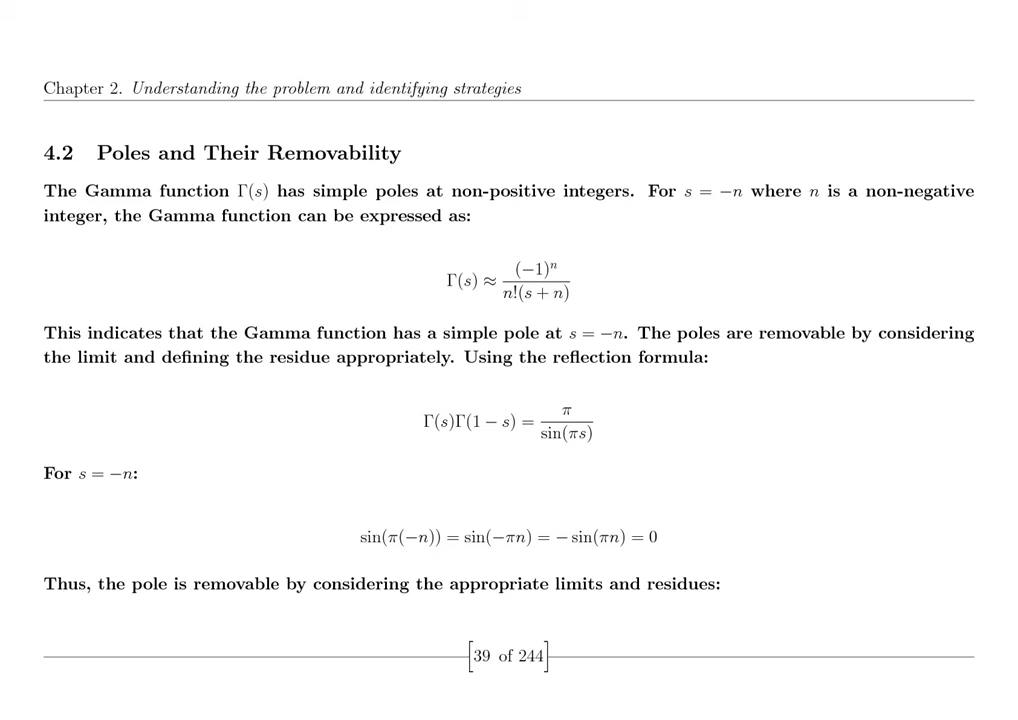 Chapter 2. Understanding the problem and identifying strategies
4.2 Poles and Their Removability
The Gamma function Γ(s) has simple poles at non-positive integers. For s = −n where n is a non-negative
integer, the Gamma function can be expressed as:
Γ(s) ≈ (−1)ⁿ / n!(s + n)
This indicates that the Gamma function has a simple pole at s = −n. The poles are removable by considering
the limit and defining the residue appropriately. Using the reflection formula:
Γ(s)Γ(1 − s) = π / sin(πs)
For s = −n:
sin(π(−n)) = sin(−πn) = − sin(πn) = 0
Thus, the pole is removable by considering the appropriate limits and residues:
[39 of 244]